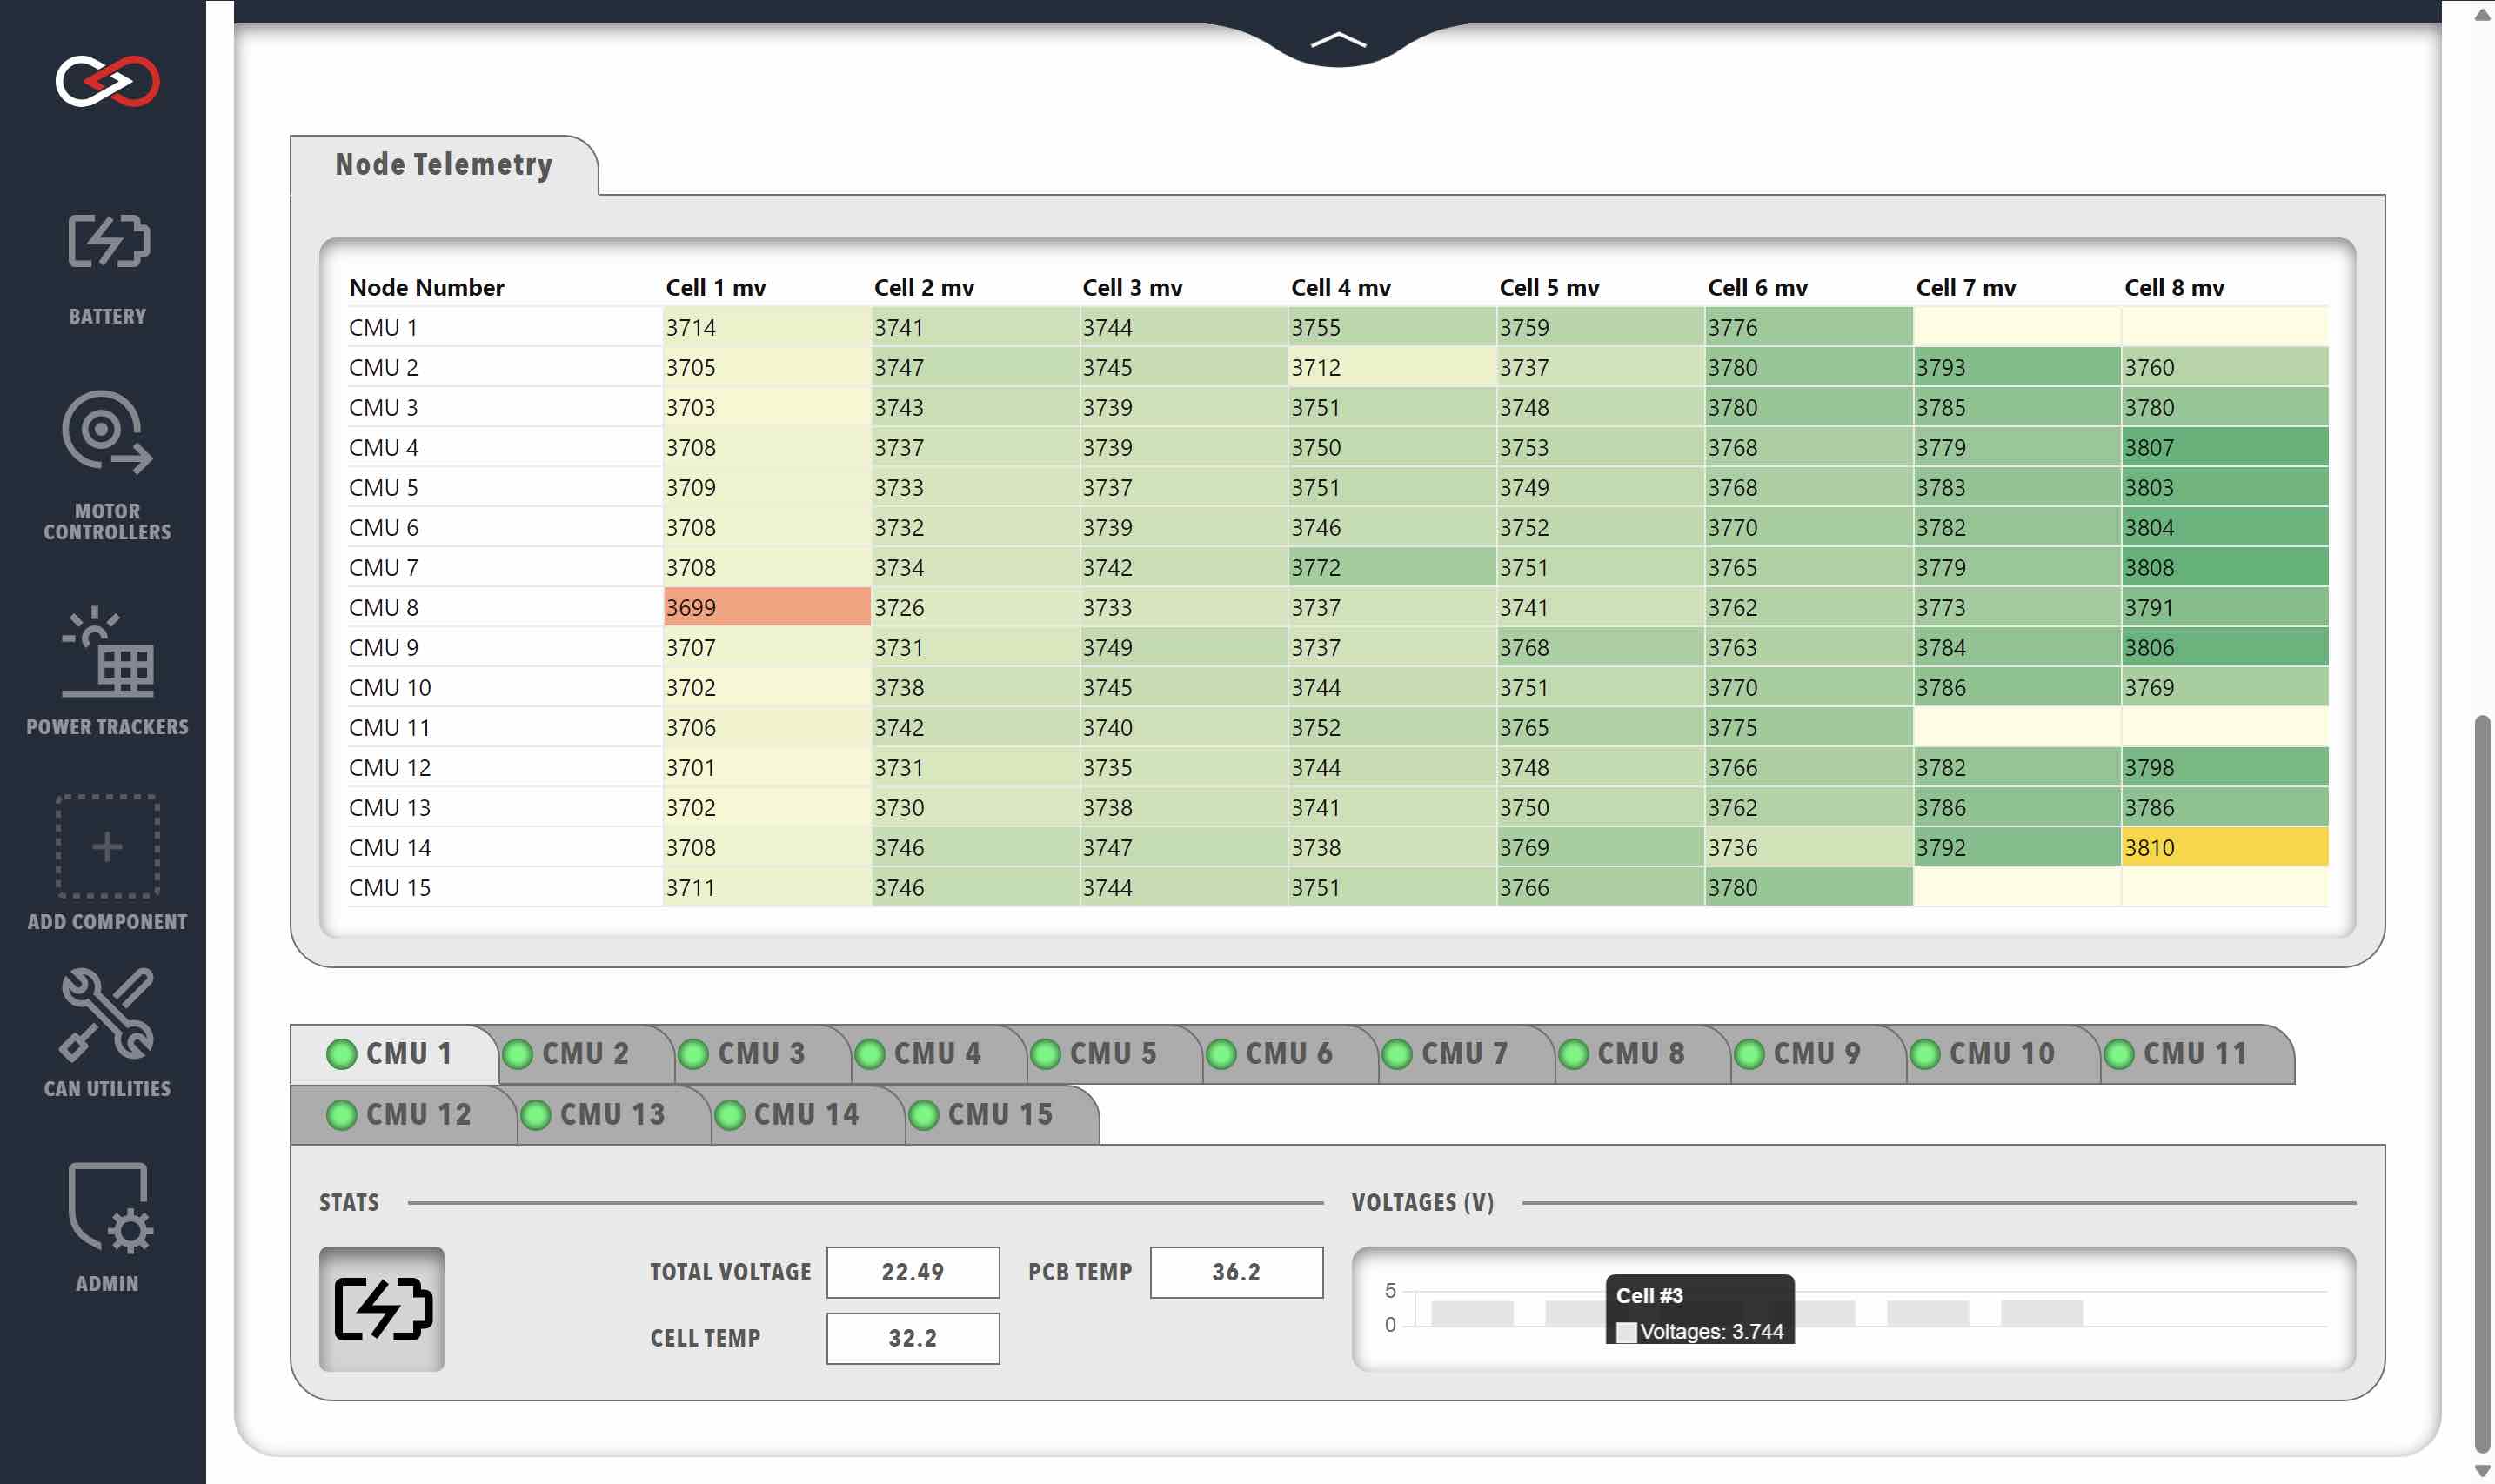 BATTERY
MOTOR
CONTROLLERS
POWER TRACKERS
ADD COMPONENT
CAN UTILITIES
ADMIN
Node Telemetry
Node Number Cell 1 mv Cell 2 mv Cell 3 mv Cell 4 mv Cell 5 mv Cell 6 mv Cell 7 mv Cell 8 mv
CMU 1 3714 3741 3744 3755 3759 3776
CMU 2 3705 3747 3745 3712 3737 3780 3793 3760
CMU 3 3703 3743 3739 3751 3748 3780 3785 3780
CMU 4 3708 3737 3739 3750 3753 3768 3779 3807
CMU 5 3709 3733 3737 3751 3749 3768 3783 3803
CMU 6 3708 3732 3739 3746 3752 3770 3782 3804
CMU 7 3708 3734 3742 3772 3751 3765 3779 3808
CMU 8 3699 3726 3733 3737 3741 3762 3773 3791
CMU 9 3707 3731 3749 3737 3768 3763 3784 3806
CMU 10 3702 3738 3745 3744 3751 3770 3786 3769
CMU 11 3706 3742 3740 3752 3765 3775
CMU 12 3701 3731 3735 3744 3748 3766 3782 3798
CMU 13 3702 3730 3738 3741 3750 3762 3786 3786
CMU 14 3708 3746 3747 3738 3769 3736 3792 3810
CMU 15 3711 3746 3744 3751 3766 3780
CMU 1 CMU 2 CMU 3 CMU 4 CMU 5 CMU 6 CMU 7 CMU 8 CMU 9 CMU 10 CMU 11
CMU 12 CMU 13 CMU 14 CMU 15
STATS
TOTAL VOLTAGE 22.49 PCB TEMP 36.2
CELL TEMP 32.2
VOLTAGES (V)
5
0
Cell #3
Voltages: 3.744